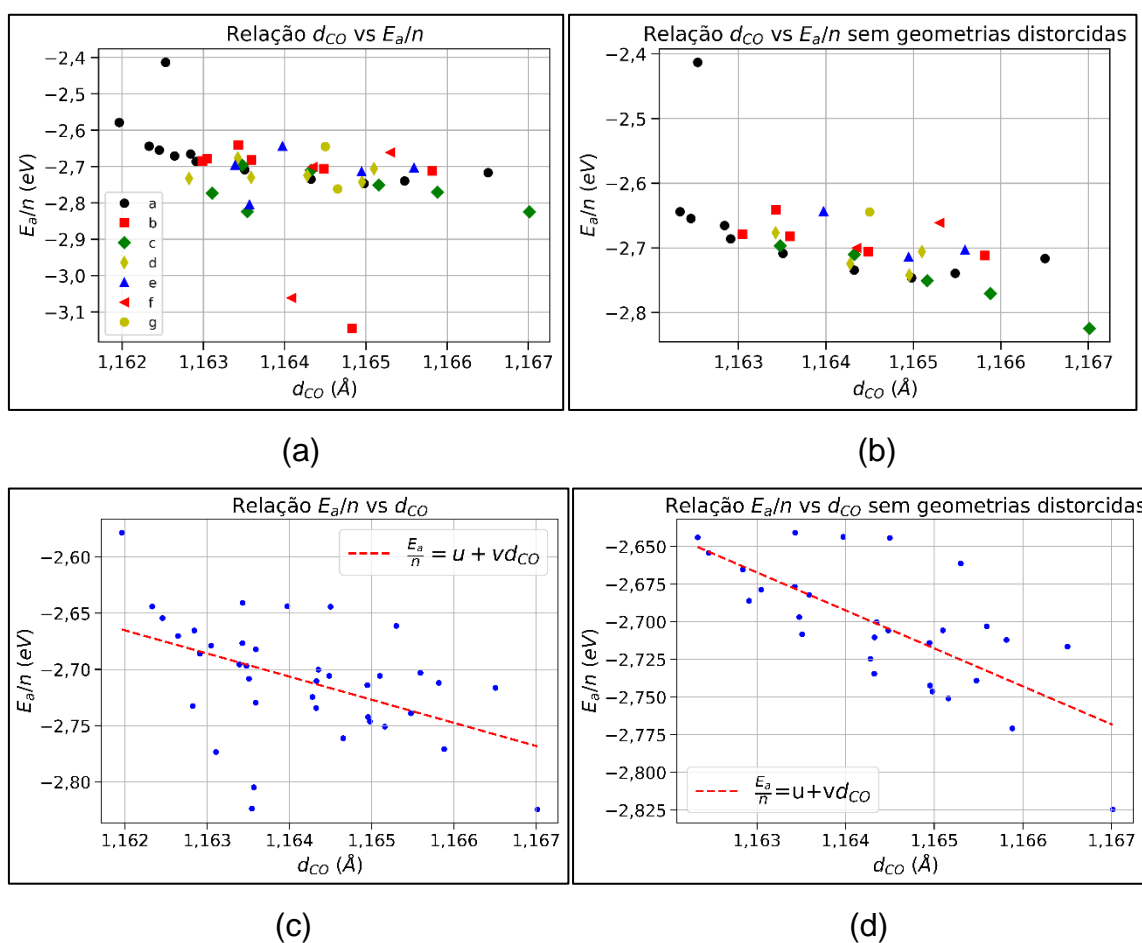 Relação d_CO vs E_a/n
−2,4
−2,5
−2,6
−2,7
−2,8
−2,9
−3,0
−3,1
E_a/n (eV)
a
b
c
d
e
f
g
1,162 1,163 1,164 1,165 1,166 1,167
d_CO (Å)
(a)
Relação d_CO vs E_a/n sem geometrias distorcidas
−2,4
−2,5
−2,6
−2,7
−2,8
E_a/n (eV)
1,163 1,164 1,165 1,166 1,167
d_CO (Å)
(b)
Relação E_a/n vs d_CO
−2,60
−2,65
−2,70
−2,75
−2,80
E_a/n (eV)
E_a/n = u + vd_CO
1,162 1,163 1,164 1,165 1,166 1,167
d_CO (Å)
(c)
Relação E_a/n vs d_CO sem geometrias distorcidas
−2,650
−2,675
−2,700
−2,725
−2,750
−2,775
−2,800
−2,825
E_a/n (eV)
E_a/n =u+vd_CO
1,163 1,164 1,165 1,166 1,167
d_CO (Å)
(d)